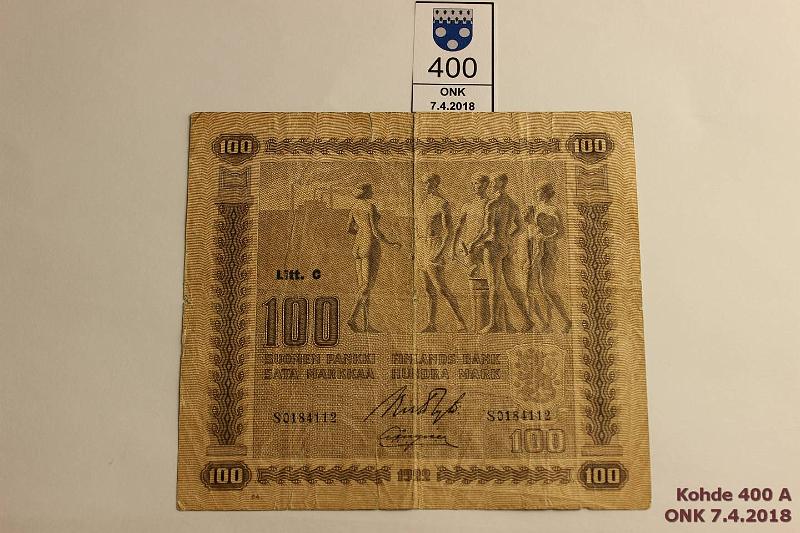 400
ONK
7.4.2018
100 100
Litt. C
100
SUOMEN PANKKI FINLANDS BANK
SATA MARKKAA HUNDRA MARK
S0184112 S0184112
100
100 1922 100
Kohde 400 A
ONK 7.4.2018